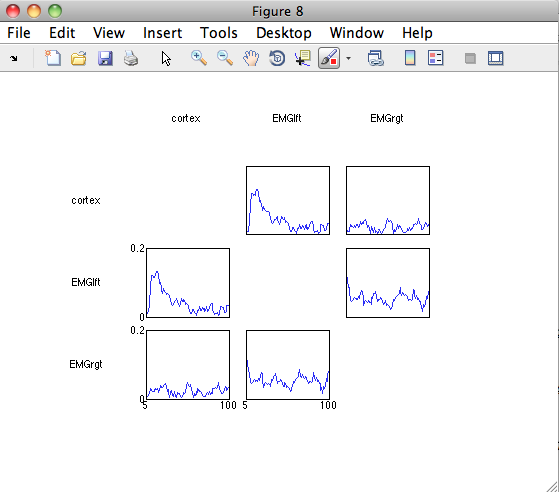 Figure 8
File Edit View Insert Tools Desktop Window Help
cortex EMGlft EMGrgt
cortex
0.2
EMGlft
0
0.2
EMGrgt
0
5 100 5 100